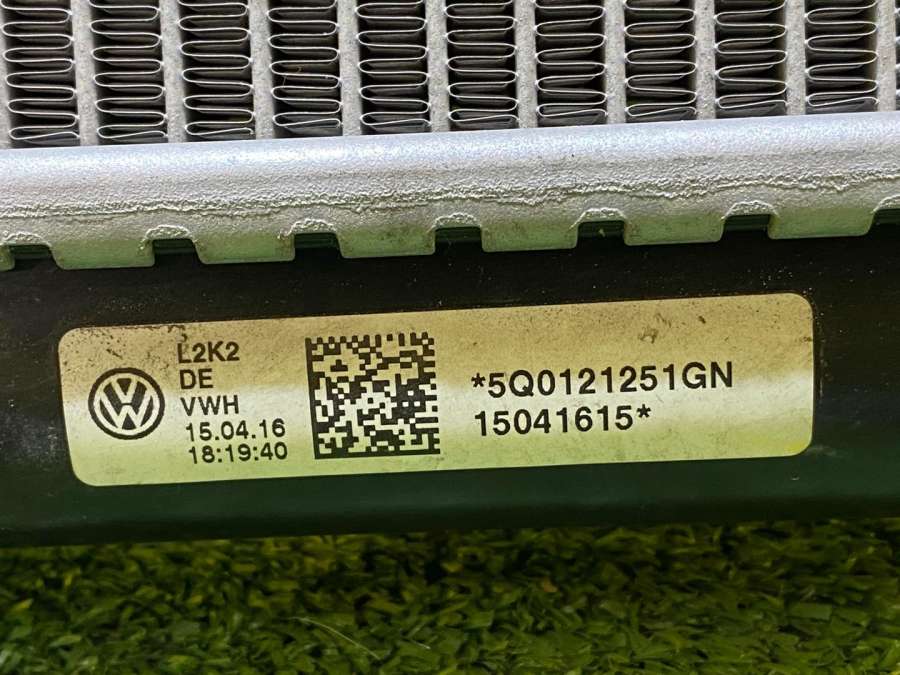 L2K2
DE
VWH
15.04.16
18:19:40
*5Q0121251GN
15041615*